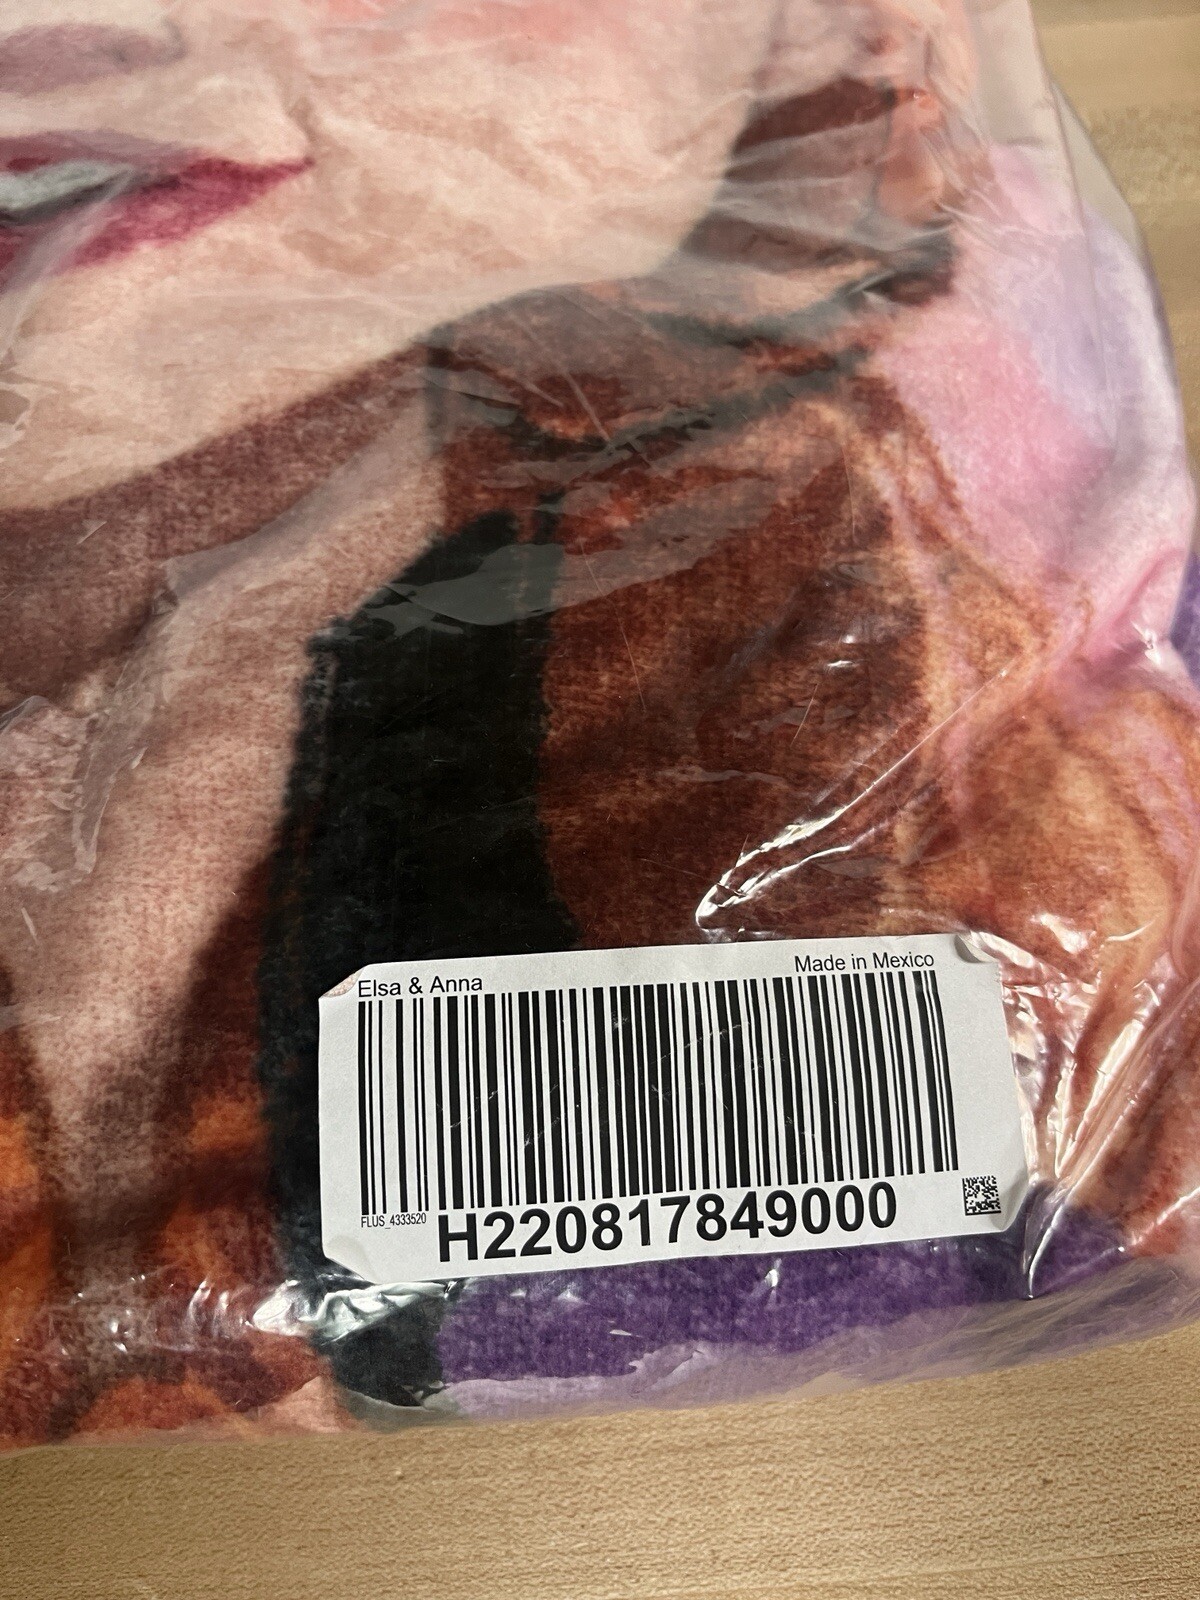 Elsa & Anna
Made in Mexico
FLUS_4333520
H220817849000